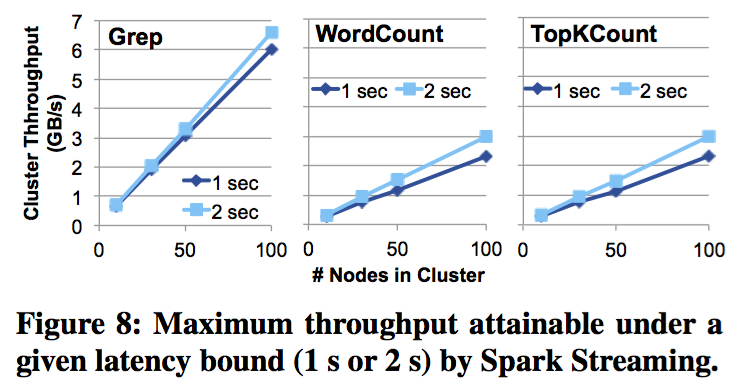 Grep
WordCount
TopKCount
Cluster Thhroughput
(GB/s)
7
6
5
4
3
2
1
0
1 sec
2 sec
1 sec 2 sec
1 sec 2 sec
0 50 100
0 50 100
0 50 100
# Nodes in Cluster
Figure 8: Maximum throughput attainable under a
given latency bound (1 s or 2 s) by Spark Streaming.